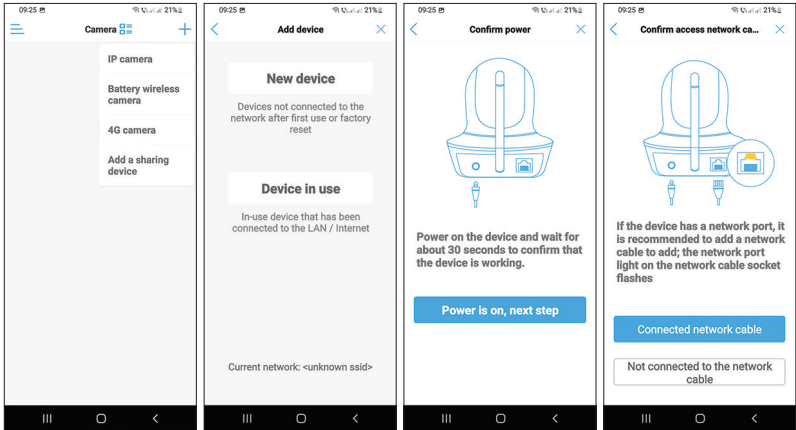 09:25
21%
Camera
IP camera
Battery wireless
camera
4G camera
Add a sharing
device
09:25
21%
Add device
New device
Devices not connected to the
network after first use or factory
reset
Device in use
In-use device that has been
connected to the LAN / Internet
Current network: <unknown ssid>
09:25
21%
Confirm power
Power on the device and wait for
about 30 seconds to confirm that
the device is working.
Power is on, next step
09:25
21%
Confirm access network ca...
If the device has a network port, it
is recommended to add a network
cable to add; the network port
light on the network cable socket
flashes
Connected network cable
Not connected to the network
cable